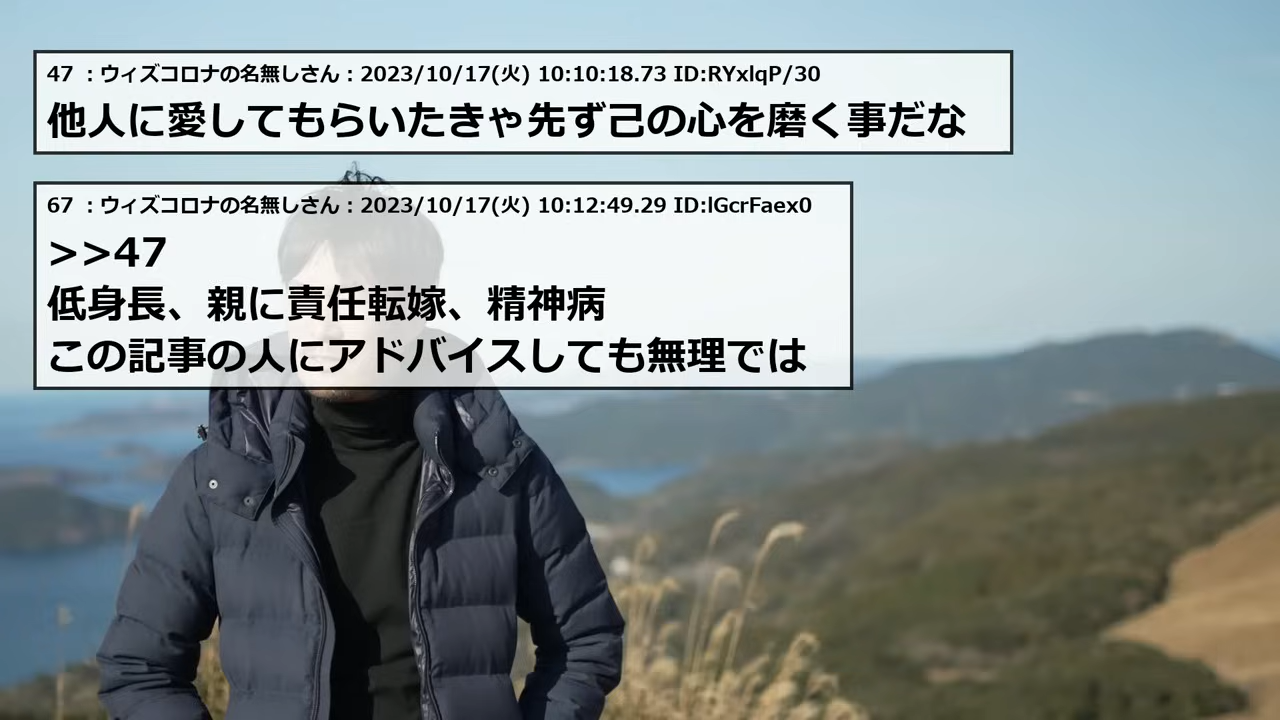 47 ：ウィズコロナの名無しさん：2023/10/17(火) 10:10:18.73 ID:RYxlqP/30
他人に愛してもらいたきゃ先ず己の心を磨く事だな
67 ：ウィズコロナの名無しさん：2023/10/17(火) 10:12:49.29 ID:lGcrFaex0
>>47
低身長、親に責任転嫁、精神病
この記事の人にアドバイスしても無理では